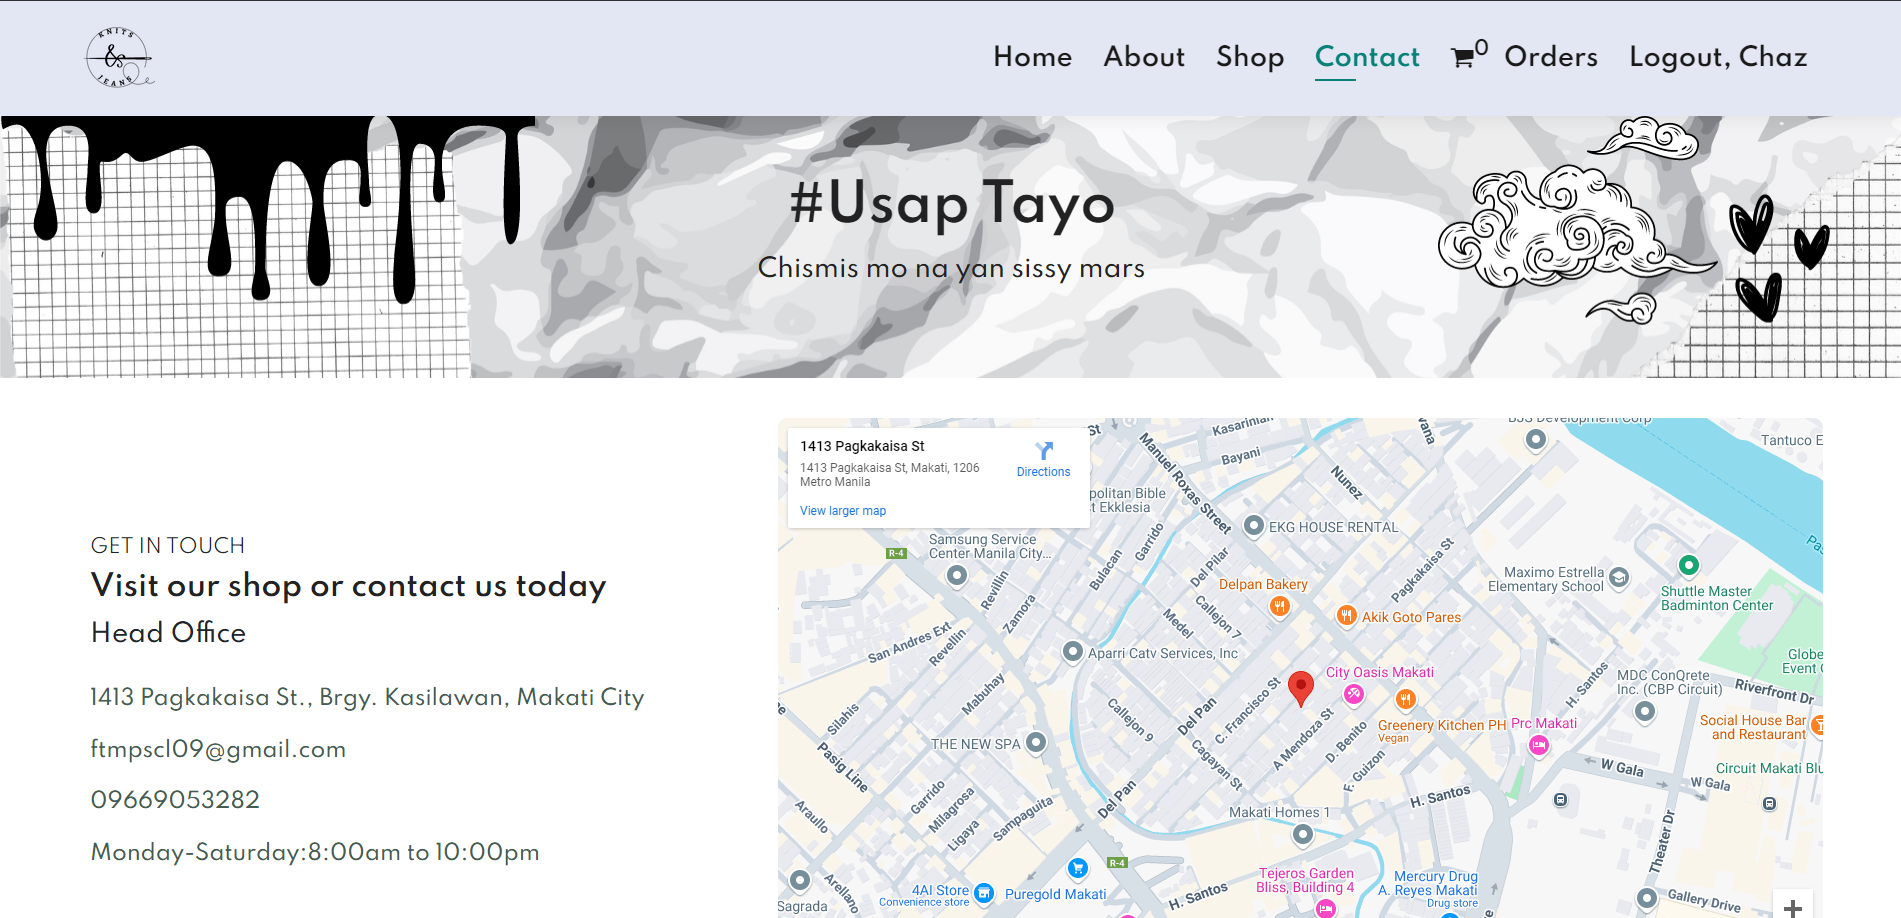 KNITS
&
JEANS
Home About Shop Contact 0 Orders Logout, Chaz
#Usap Tayo
Chismis mo na yan sissy mars
GET IN TOUCH
Visit our shop or contact us today
Head Office
1413 Pagkakaisa St., Brgy. Kasilawan, Makati City
ftmpscl09@gmail.com
09669053282
Monday-Saturday:8:00am to 10:00pm
1413 Pagkakaisa St
1413 Pagkakaisa St, Makati, 1206
Metro Manila
Directions
View larger map
St
Manuel Roxas Street
Kasarinlan
Bayani
BJS Development Corp
Tantuco E
Nunez
politan Bible
t Ekklesia
EKG HOUSE RENTAL
Samsung Service
Center Manila City...
R-4
Garrido
Bulacan
Del Pilar
Pagkakaisa St
Revillin
Zamora
Delpan Bakery
Callejon 7
Medel
Akik Goto Pares
Maximo Estrella
Elementary School
Shuttle Master
Badminton Center
San Andres Ext
Revellin
Aparri Catv Services, Inc
City Oasis Makati
Globe
Event
MDC ConQrete
Inc. (CBP Circuit)
Riverfront Dr
H. Santos
Mabuhay
Silahis
Callejon 9
Del Pan
C. Francisco St
A Mendoza St
D. Benito
Greenery Kitchen PH
Vegan
Prc Makati
Social House Bar
and Restaurant
THE NEW SPA
Pasig Line
Cagayan St
F. Guizon
W Gala
W Gala
Circuit Makati Blu
Garrido
Milagrosa
Ligaya
Sampaguita
Del Pan
H. Santos
Makati Homes 1
Araullo
Theater Dr
R-4
Arellano
Sagrada
4AI Store
Convenience store
Puregold Makati
H. Santos
Tejeros Garden
Bliss, Building 4
Mercury Drug
A. Reyes Makati
Drug store
Gallery Drive
+